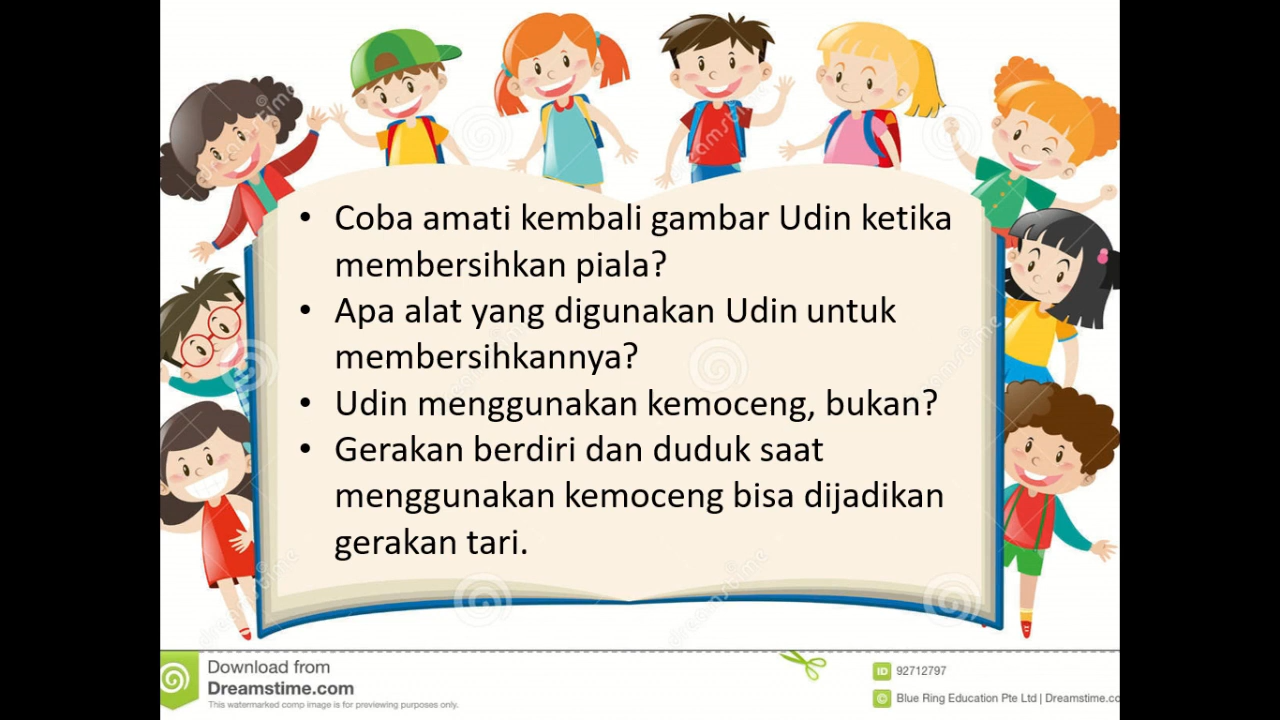 • Coba amati kembali gambar Udin ketika
membersihkan piala?
• Apa alat yang digunakan Udin untuk
membersihkannya?
• Udin menggunakan kemoceng, bukan?
• Gerakan berdiri dan duduk saat
menggunakan kemoceng bisa dijadikan
gerakan tari.
Download from
Dreamstime.com
This watermarked comp image is for previewing purposes only.
ID 92712797
© Blue Ring Education Pte Ltd | Dreamstime.co